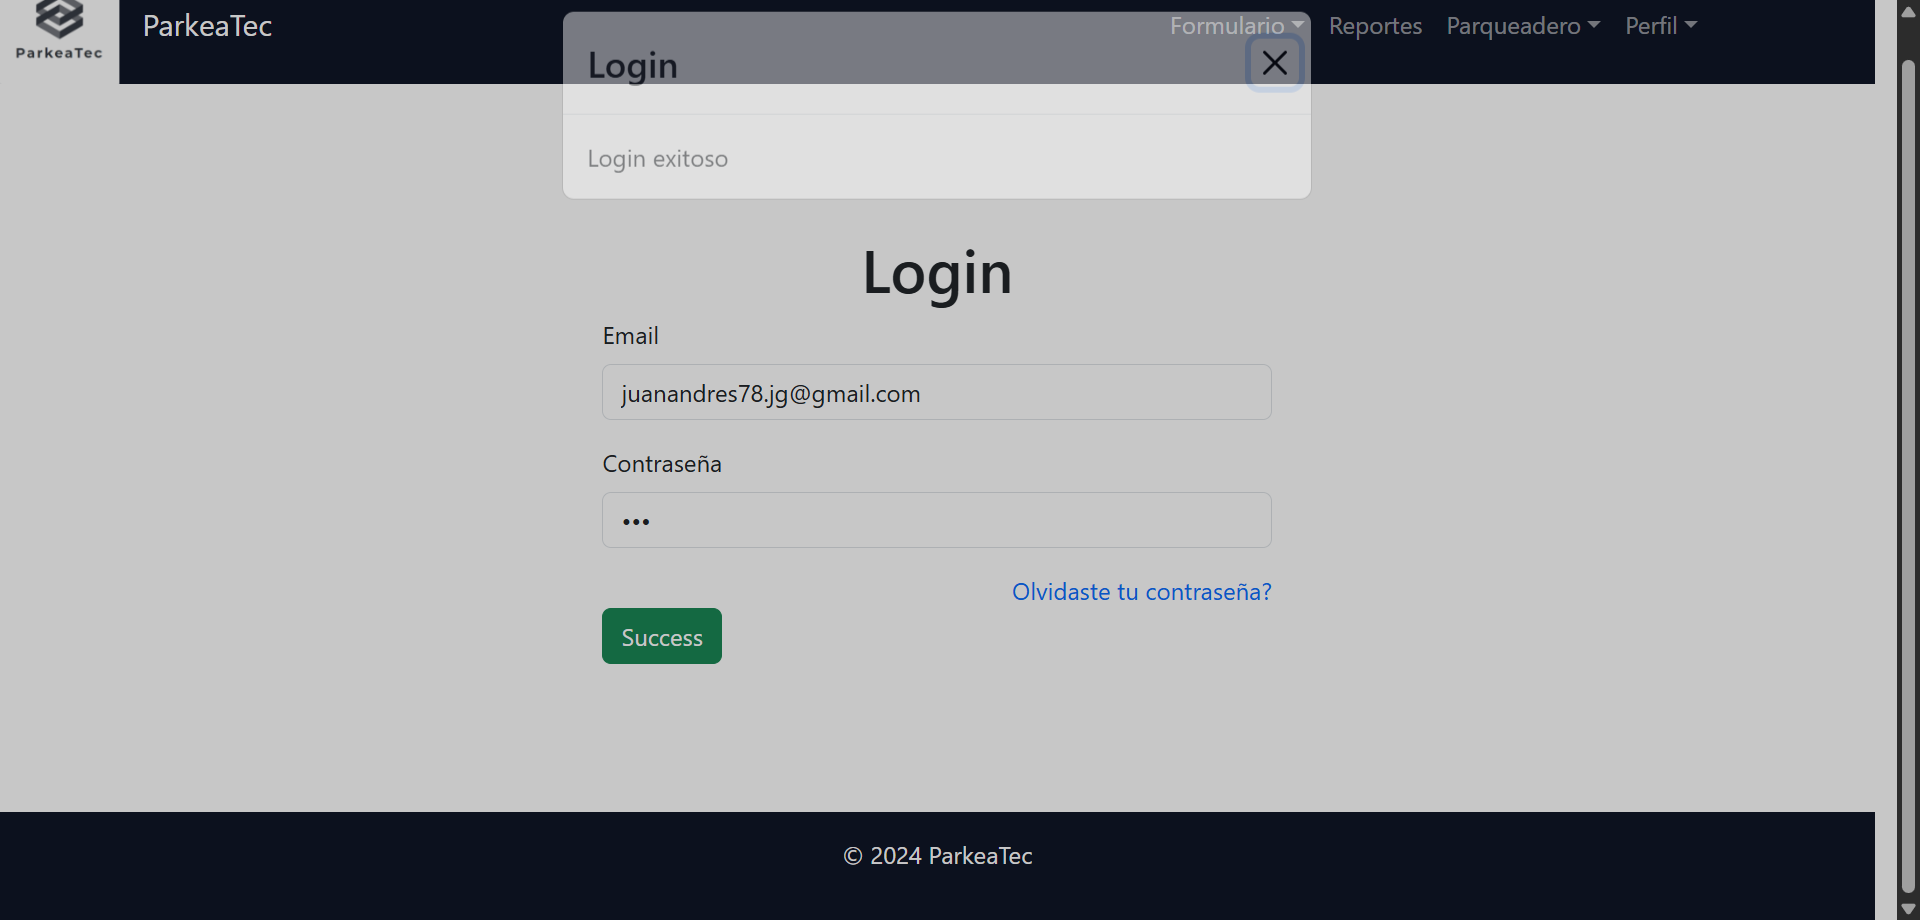 ParkeaTec
ParkeaTec
Formulario
Reportes
Parqueadero
Perfil
Login
Login exitoso
Login
Email
juanandres78.jg@gmail.com
Contraseña
•••
Olvidaste tu contraseña?
Success
© 2024 ParkeaTec